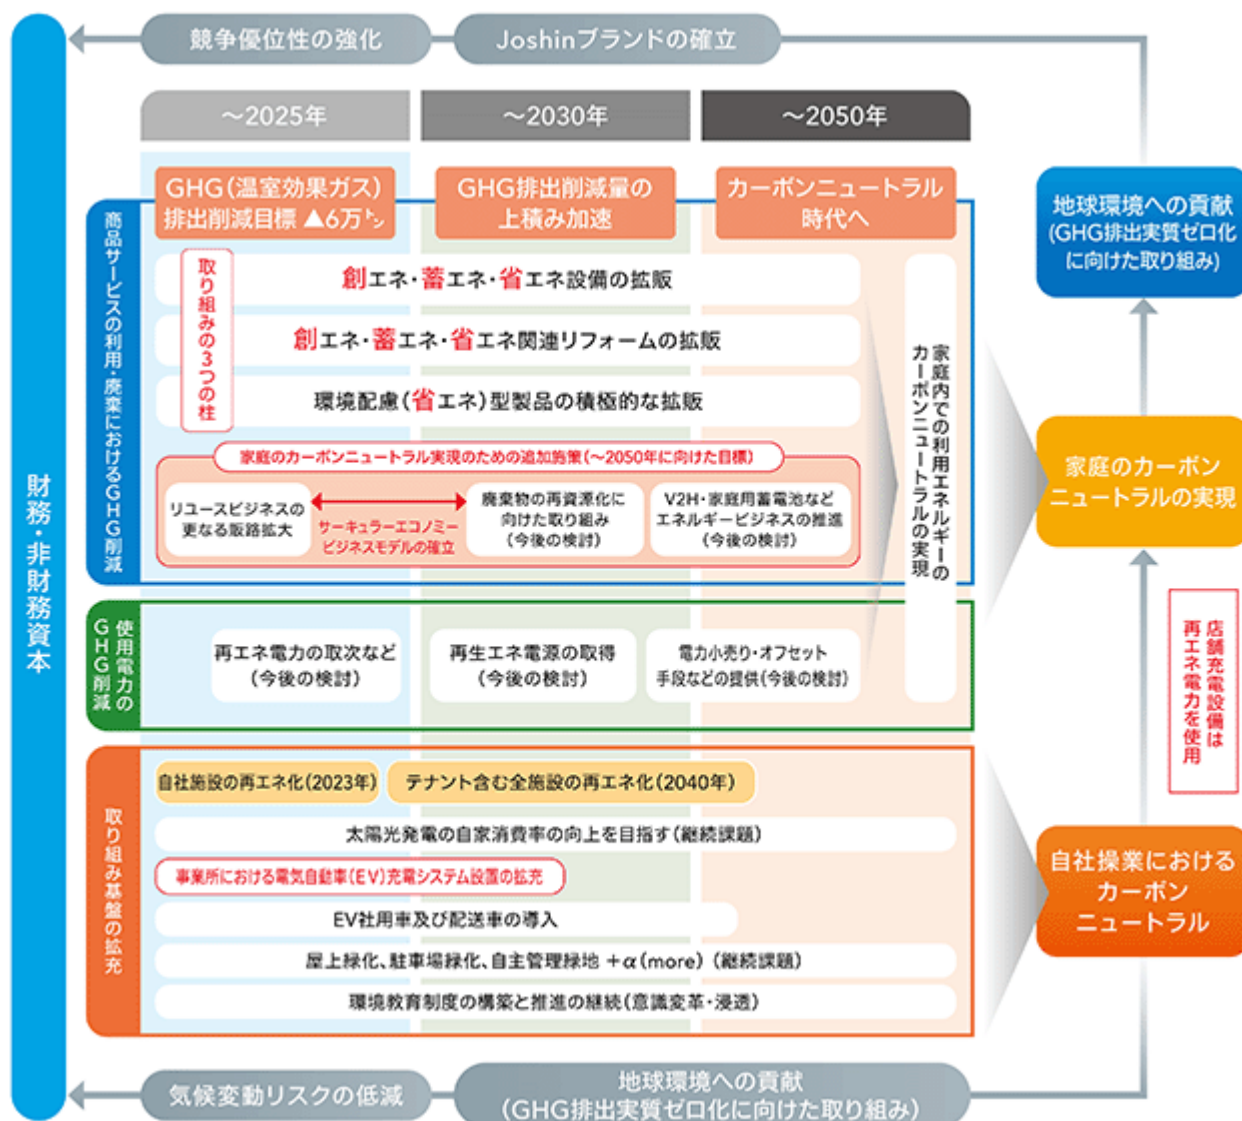 競争優位性の強化
Joshinブランドの確立
財務・非財務資本
～2025年
～2030年
～2050年
GHG(温室効果ガス)
排出削減目標 ▲6万㌧
GHG排出削減量の
上積み加速
カーボンニュートラル
時代へ
商品サービスの利用・廃棄におけるGHG削減
取り組みの3つの柱
創エネ・蓄エネ・省エネ設備の拡販
創エネ・蓄エネ・省エネ関連リフォームの拡販
環境配慮(省エネ)型製品の積極的な拡販
家庭のカーボンニュートラル実現のための追加施策(～2050年に向けた目標)
リユースビジネスの
更なる販路拡大
サーキュラーエコノミー
ビジネスモデルの確立
廃棄物の再資源化に
向けた取り組み
(今後の検討)
V2H・家庭用蓄電池など
エネルギービジネスの推進
(今後の検討)
家庭内での利用エネルギーの
カーボンニュートラルの実現
使用電力の
GHG削減
再エネ電力の取次など
(今後の検討)
再生エネ電源の取得
(今後の検討)
電力小売り・オフセット
手段などの提供(今後の検討)
取り組み基盤の拡充
自社施設の再エネ化(2023年)
テナント含む全施設の再エネ化(2040年)
太陽光発電の自家消費率の向上を目指す(継続課題)
事業所における電気自動車(EV)充電システム設置の拡充
EV社用車及び配送車の導入
屋上緑化、駐車場緑化、自主管理緑地 +α(more) (継続課題)
環境教育制度の構築と推進の継続(意識変革・浸透)
地球環境への貢献
(GHG排出実質ゼロ化
に向けた取り組み)
家庭のカーボン
ニュートラルの実現
店舗充電設備は
再エネ電力を使用
自社操業における
カーボン
ニュートラル
気候変動リスクの低減
地球環境への貢献
(GHG排出実質ゼロ化に向けた取り組み)